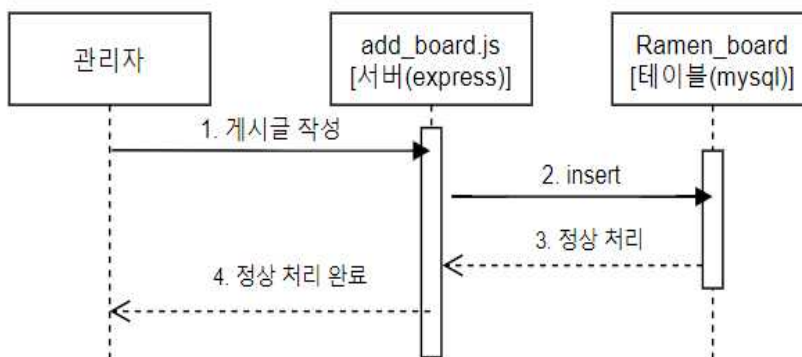 관리자
add_board.js
[서버(express)]
Ramen_board
[테이블(mysql)]
1. 게시글 작성
2. insert
3. 정상 처리
4. 정상 처리 완료